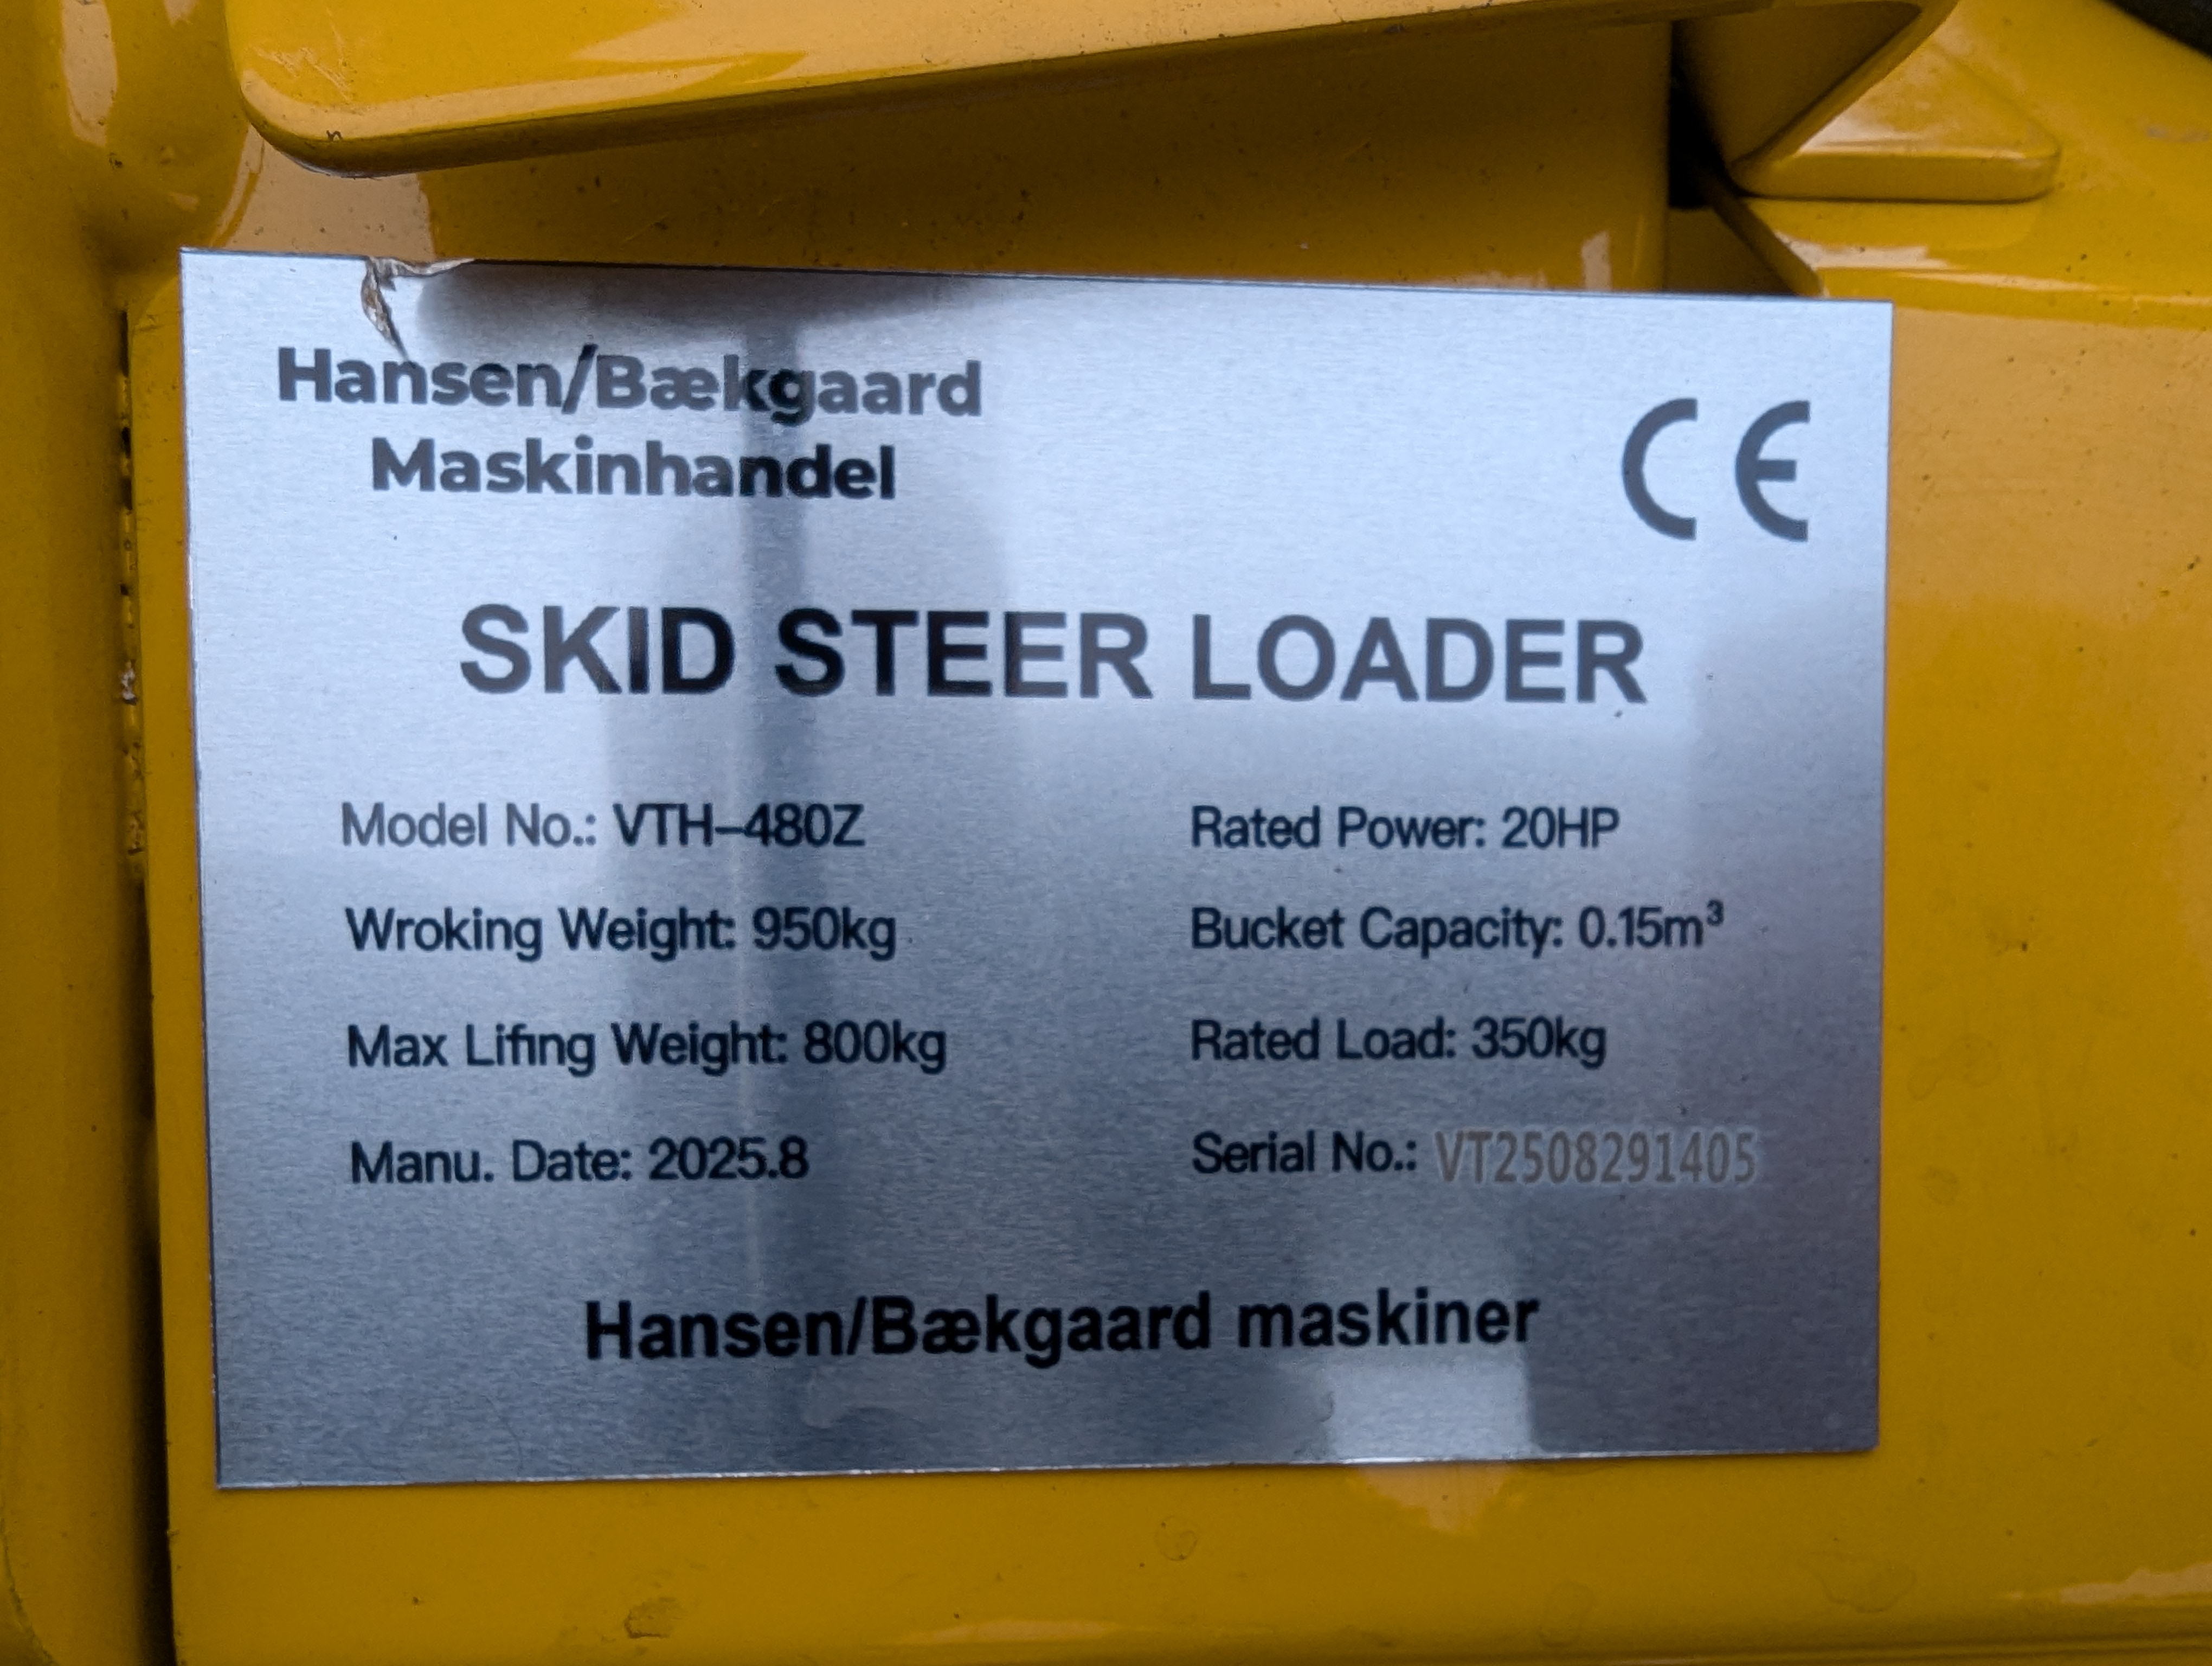 Hansen/Bækgaard
Maskinhandel
CE
SKID STEER LOADER
Model No.: VTH-480Z
Rated Power: 20HP
Wroking Weight: 950kg
Bucket Capacity: 0.15m³
Max Lifing Weight: 800kg
Rated Load: 350kg
Manu. Date: 2025.8
Serial No.: VT2508291405
Hansen/Bækgaard maskiner